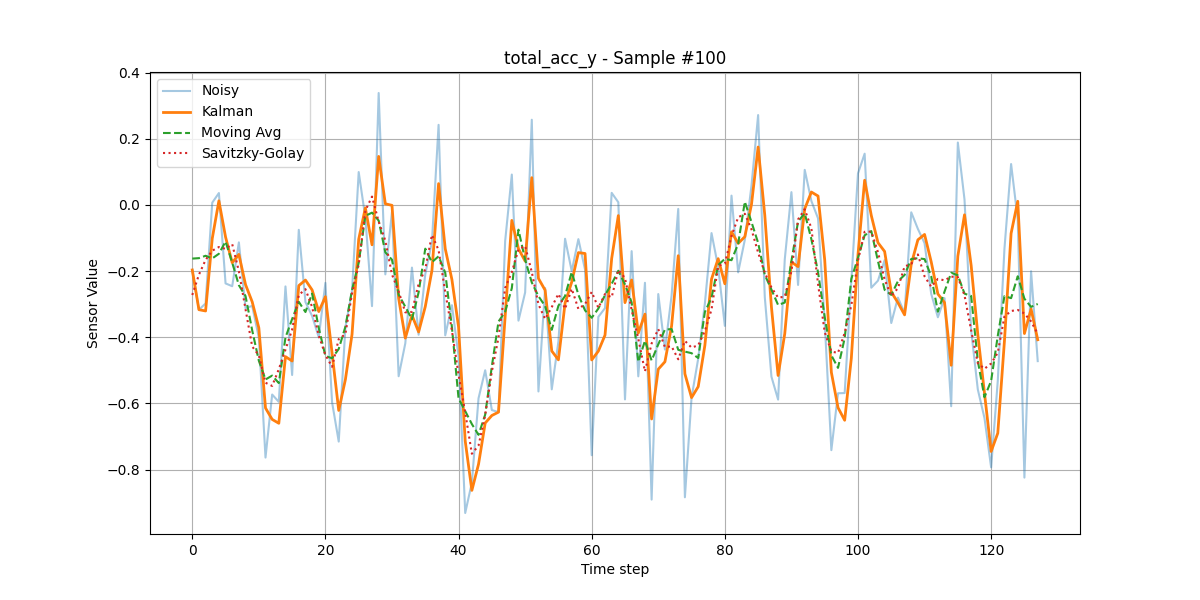 total_acc_y - Sample #100
Noisy
Kalman
Moving Avg
Savitzky-Golay
Sensor Value
0.4
0.2
0.0
−0.2
−0.4
−0.6
−0.8
0 20 40 60 80 100 120
Time step